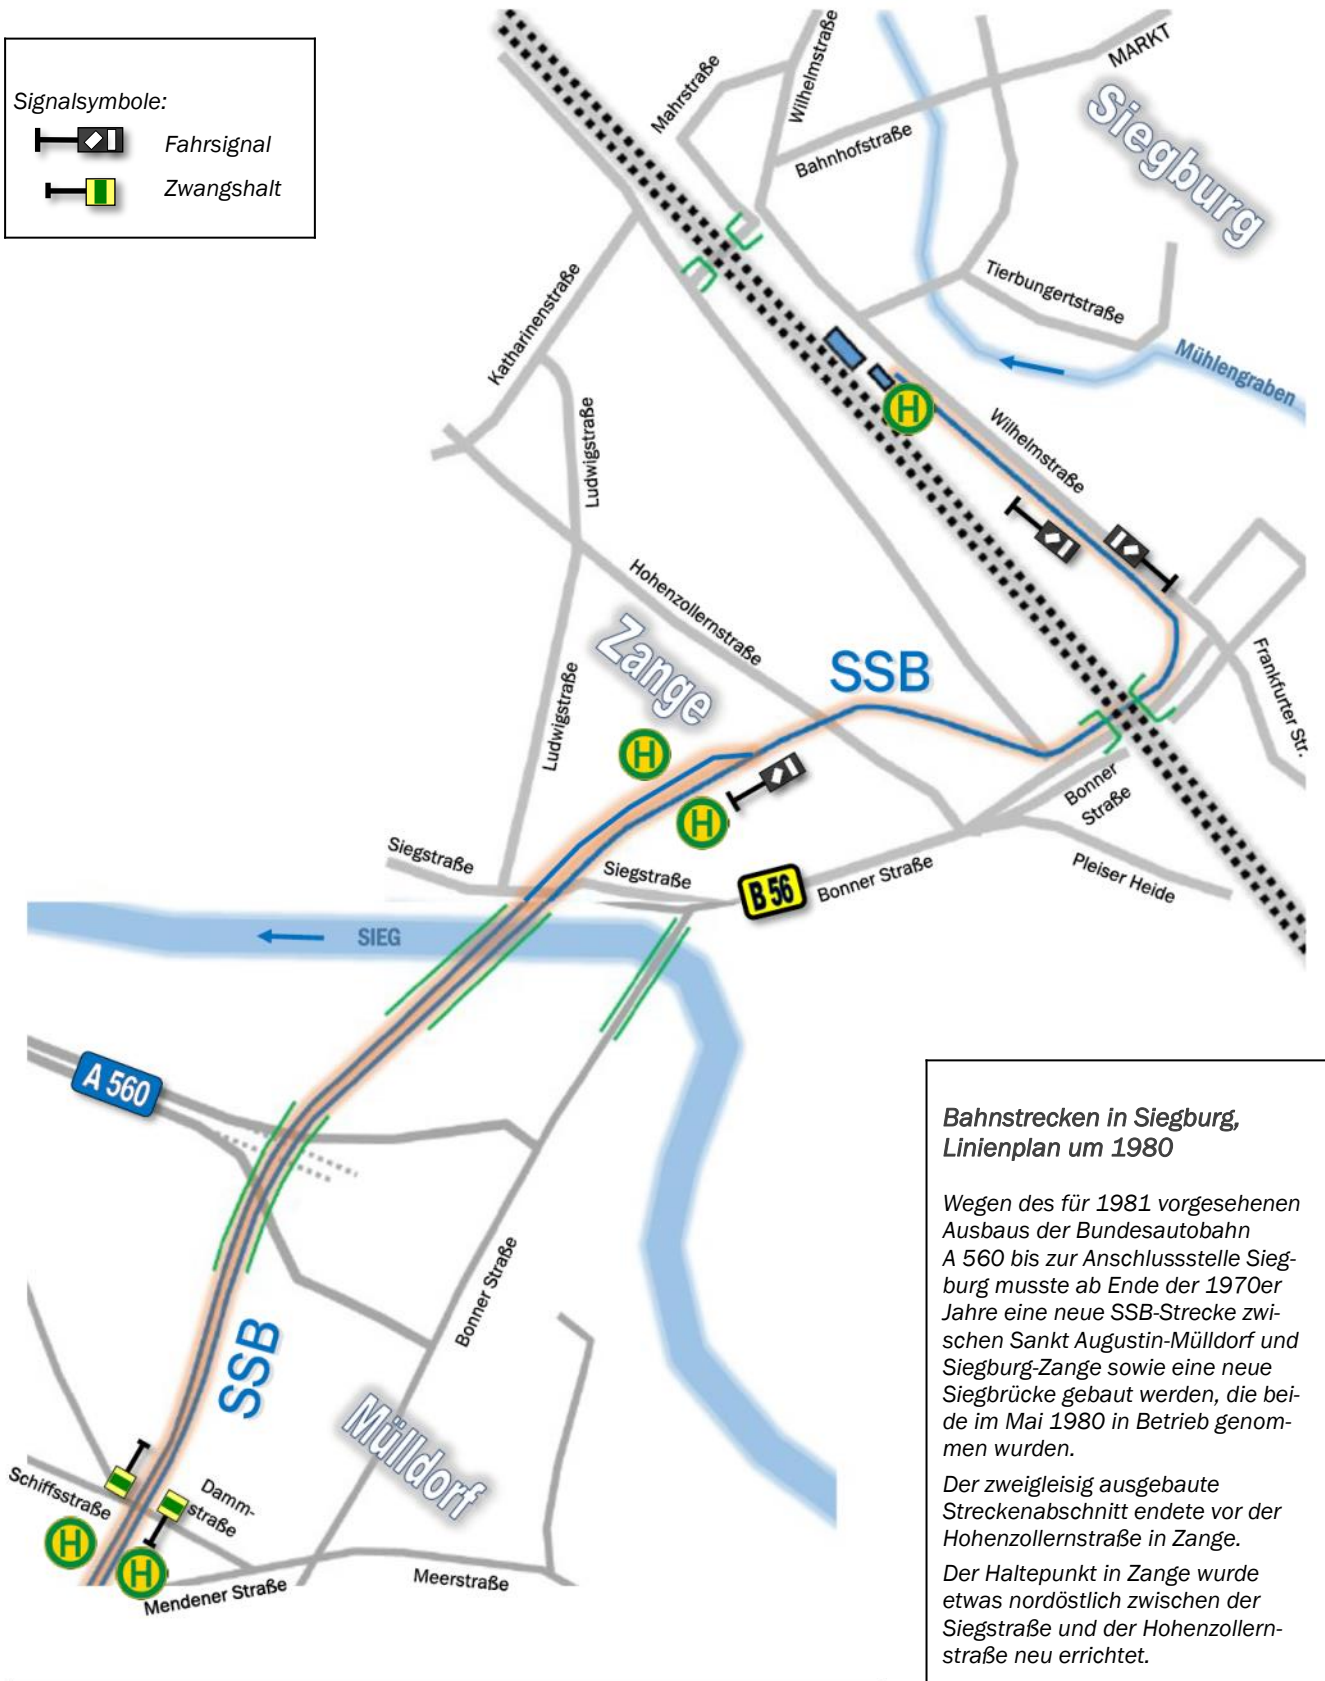 Signalsymbole:
Fahrsignal
Zwangshalt
MARKT
Wilhelmstraße
Mahrstraße
Bahnhofstraße
Siegburg
Tierbungertstraße
Katharinenstraße
Mühlengraben
H
Ludwigstraße
Wilhelmstraße
Hohenzollernstraße
Zange
SSB
Frankfurter Str.
Ludwigstraße
H
H
Bonner
Straße
Siegstraße
Siegstraße
B 56
Bonner Straße
Pleiser Heide
SIEG
A 560
Bonner Straße
SSB
Mülldorf
Schiffsstraße
Damm-
straße
H
H
Mendener Straße
Meerstraße
Bahnstrecken in Siegburg,
Linienplan um 1980
Wegen des für 1981 vorgesehenen
Ausbaus der Bundesautobahn
A 560 bis zur Anschlussstelle Sieg-
burg musste ab Ende der 1970er
Jahre eine neue SSB-Strecke zwi-
schen Sankt Augustin-Mülldorf und
Siegburg-Zange sowie eine neue
Siegbrücke gebaut werden, die bei-
de im Mai 1980 in Betrieb genom-
men wurden.
Der zweigleisig ausgebaute
Streckenabschnitt endete vor der
Hohenzollernstraße in Zange.
Der Haltepunkt in Zange wurde
etwas nordöstlich zwischen der
Siegstraße und der Hohenzollern-
straße neu errichtet.